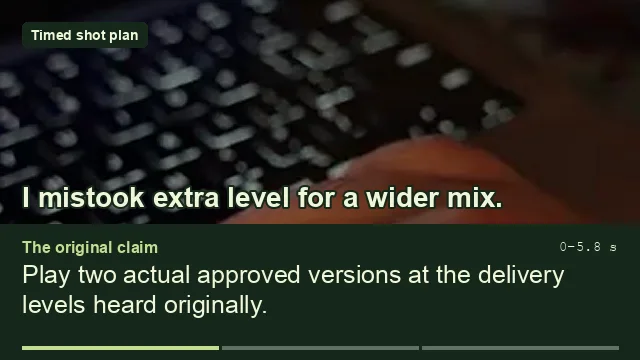 Timed shot plan
I mistook extra level for a wider mix.
The original claim
0–5.8 s
Play two actual approved versions at the delivery
levels heard originally.